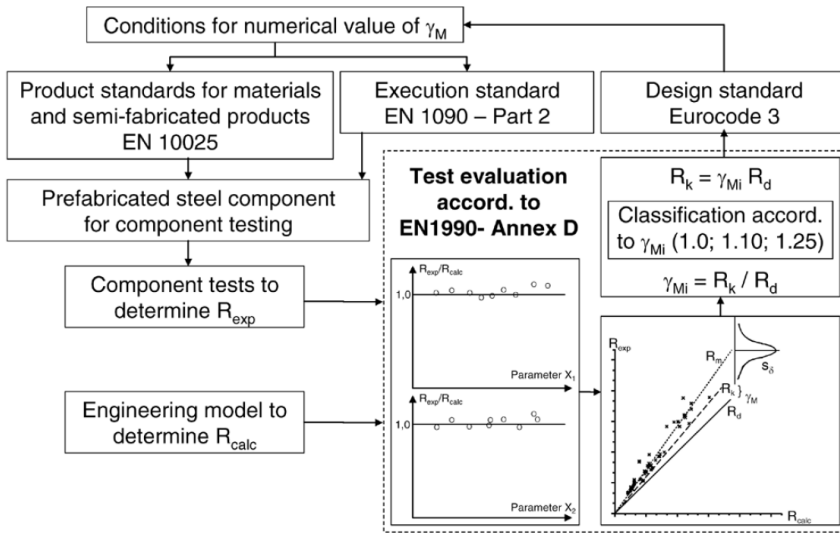 Conditions for numerical value of γM
Product standards for materials
and semi-fabricated products
EN 10025
Execution standard
EN 1090 – Part 2
Design standard
Eurocode 3
Prefabricated steel component
for component testing
Test evaluation
accord. to
EN1990- Annex D
Rk = γMi Rd
Classification accord.
to γMi (1.0; 1.10; 1.25)
γMi = Rk / Rd
Component tests to
determine Rexp
Rexp/Rcalc
1,0
Parameter X1
Engineering model to
determine Rcalc
Rexp/Rcalc
1,0
Parameter X2
Rexp
Rm
sδ
Rk } γM
Rd
Rcalc